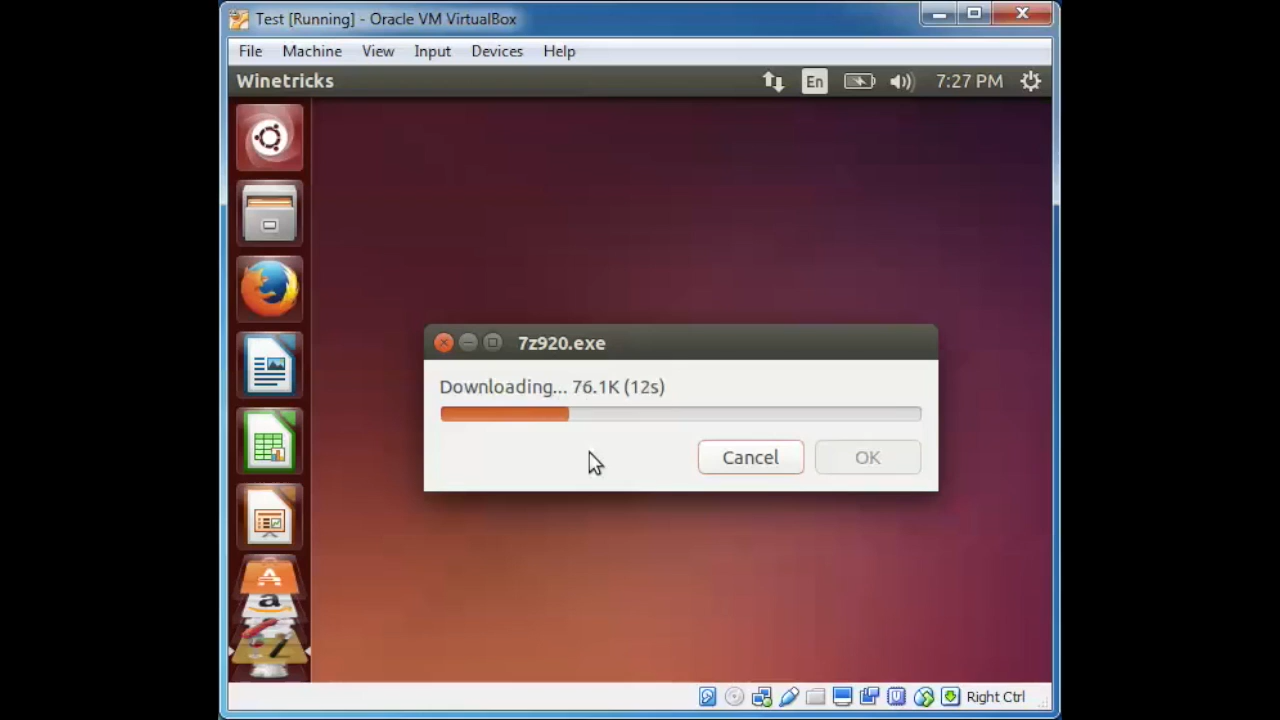 Test [Running] - Oracle VM VirtualBox
File Machine View Input Devices Help
Winetricks En 7:27 PM
7z920.exe
Downloading... 76.1K (12s)
Cancel OK
a
Right Ctrl